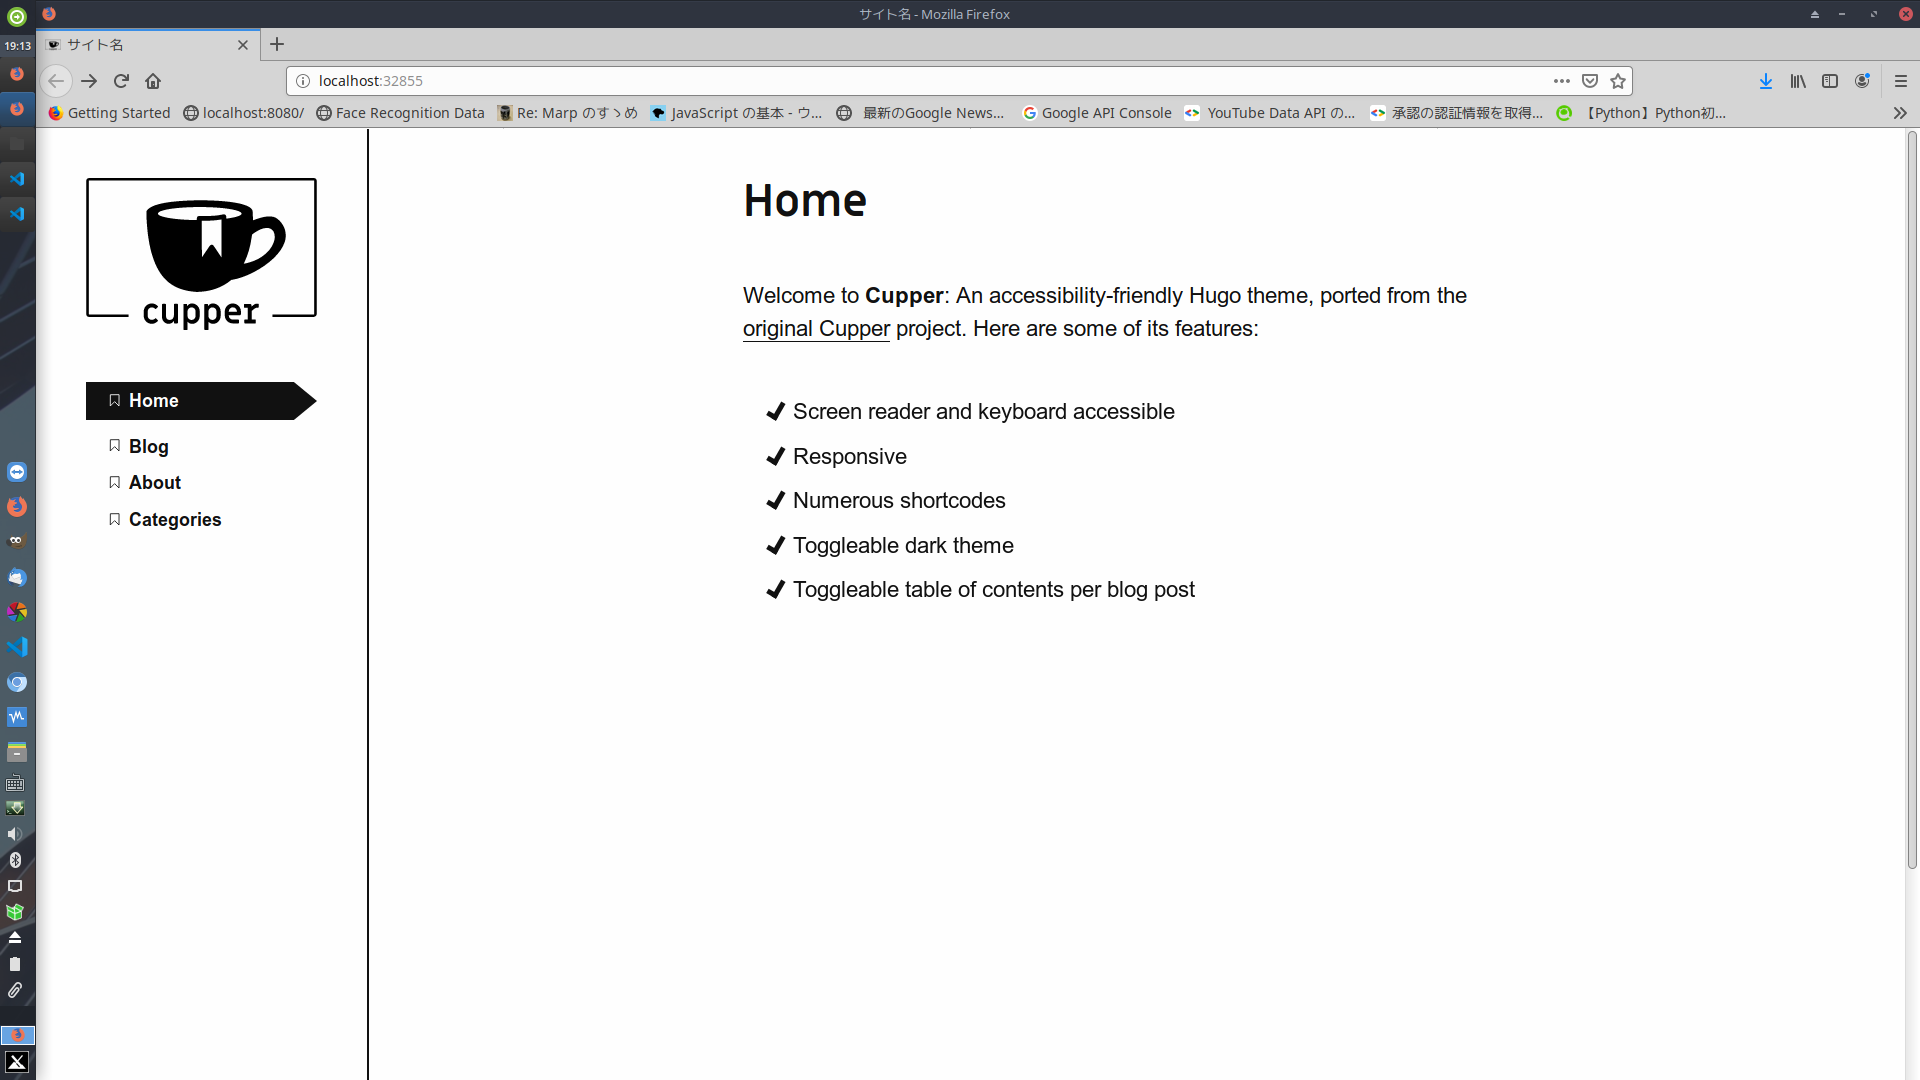 サイト名 - Mozilla Firefox
19:13
サイト名
localhost:32855
Getting Started
localhost:8080/
Face Recognition Data
Re: Marp のすゝめ
JavaScript の基本 - ウ...
最新のGoogle News...
Google API Console
YouTube Data API の...
承認の認証情報を取得...
【Python】Python初...
cupper
Home
Blog
About
Categories
Home
Welcome to Cupper: An accessibility-friendly Hugo theme, ported from the
original Cupper project. Here are some of its features:
Screen reader and keyboard accessible
Responsive
Numerous shortcodes
Toggleable dark theme
Toggleable table of contents per blog post